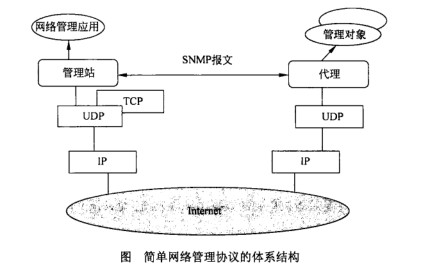 网络管理应用
管理对象
SNMP报文
管理站
代理
TCP
UDP
UDP
IP
IP
Internet
图 简单网络管理协议的体系结构